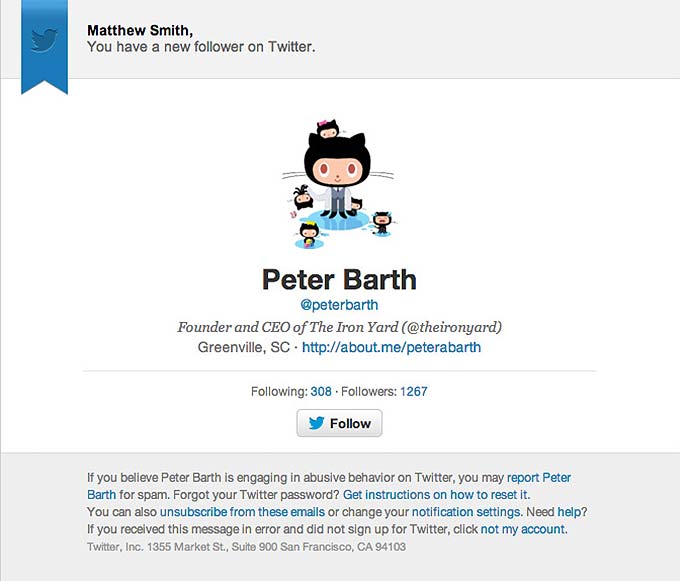 Matthew Smith,
You have a new follower on Twitter.
Peter Barth
@peterbarth
Founder and CEO of The Iron Yard (@theironyard)
Greenville, SC · http://about.me/peterabarth
Following: 308 · Followers: 1267
Follow
If you believe Peter Barth is engaging in abusive behavior on Twitter, you may report Peter
Barth for spam. Forgot your Twitter password? Get instructions on how to reset it.
You can also unsubscribe from these emails or change your notification settings. Need help?
If you received this message in error and did not sign up for Twitter, click not my account.
Twitter, Inc. 1355 Market St., Suite 900 San Francisco, CA 94103